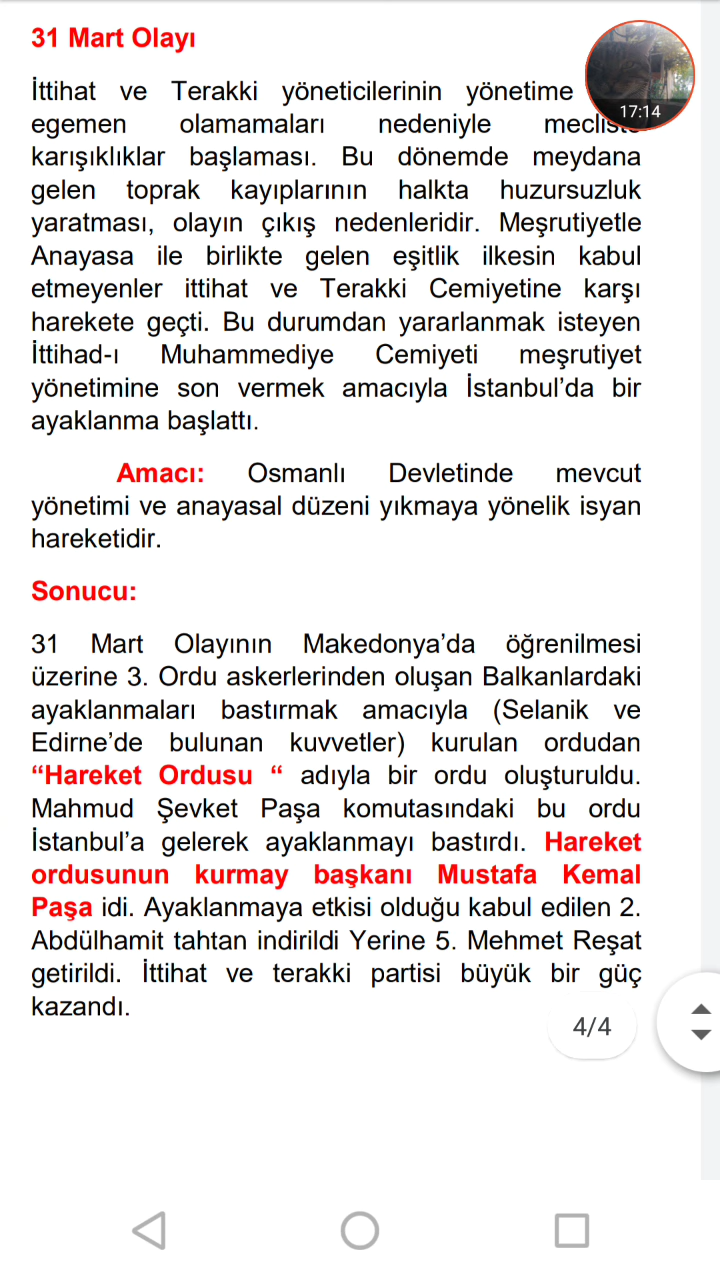 31 Mart Olayı
17:14
İttihat ve Terakki yöneticilerinin yönetime
egemen olamamaları nedeniyle mecliste
karışıklıklar başlaması. Bu dönemde meydana
gelen toprak kayıplarının halkta huzursuzluk
yaratması, olayın çıkış nedenleridir. Meşrutiyetle
Anayasa ile birlikte gelen eşitlik ilkesin kabul
etmeyenler ittihat ve Terakki Cemiyetine karşı
harekete geçti. Bu durumdan yararlanmak isteyen
İttihad-ı Muhammediye Cemiyeti meşrutiyet
yönetimine son vermek amacıyla İstanbul’da bir
ayaklanma başlattı.
Amacı: Osmanlı Devletinde mevcut
yönetimi ve anayasal düzeni yıkmaya yönelik isyan
hareketidir.
Sonucu:
31 Mart Olayının Makedonya’da öğrenilmesi
üzerine 3. Ordu askerlerinden oluşan Balkanlardaki
ayaklanmaları bastırmak amacıyla (Selanik ve
Edirne’de bulunan kuvvetler) kurulan ordudan
“Hareket Ordusu “ adıyla bir ordu oluşturuldu.
Mahmud Şevket Paşa komutasındaki bu ordu
İstanbul’a gelerek ayaklanmayı bastırdı. Hareket
ordusunun kurmay başkanı Mustafa Kemal
Paşa idi. Ayaklanmaya etkisi olduğu kabul edilen 2.
Abdülhamit tahtan indirildi Yerine 5. Mehmet Reşat
getirildi. İttihat ve terakki partisi büyük bir güç
kazandı.
4/4